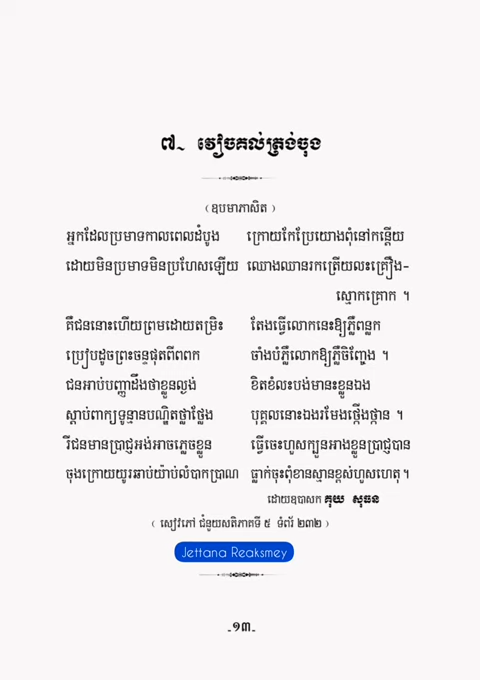 ៧~ វៀចគល់ត្រង់ចុង
( ឧបមាភាសិត )
អ្នកដែលប្រមាទកាលពេលដំបូង ក្រោយកែប្រែយោងពុំនៅកន្តើយ
ដោយមិនប្រមាទមិនប្រហែសឡើយ ឈោងឈានរកត្រើយលះគ្រឿង-
ស្មោកគ្រោក ។
គឺជននោះហើយព្រមដោយតម្រិះ តែងធ្វើលោកនេះឱ្យភ្លឺពន្លក
ប្រៀបដូចព្រះចន្ទផុតពីពពក ចាំងបំភ្លឺលោកឱ្យភ្លឺចិញ្ចែង ។
ជនអាប់បញ្ញាដឹងថាខ្លួនល្ងង់ ខិតខំលះបង់មានះខ្លួនឯង
ស្ដាប់ពាក្យទូន្មានបណ្ឌិតថ្លាថ្លែង បុគ្គលនោះឯងរមែងថ្កើងថ្កាន ។
រីជនមានប្រាជ្ញអង់អាចភ្លេចខ្លួន ធ្វើចេះហួសក្បួនអាងខ្លួនប្រាជ្ញបាន
ចុងក្រោយយូរឆាប់យ៉ាប់លំបាកប្រាណ ធ្លាក់ចុះពុំខានស្មានខ្ពស់ហួសហេតុ ។
ដោយឧបាសក គុយ សុធន
( សៀវភៅ ជំនួយសតិភាគទី ៥ ទំព័រ ២៣២ )
Jettana Reaksmey
-១៣-